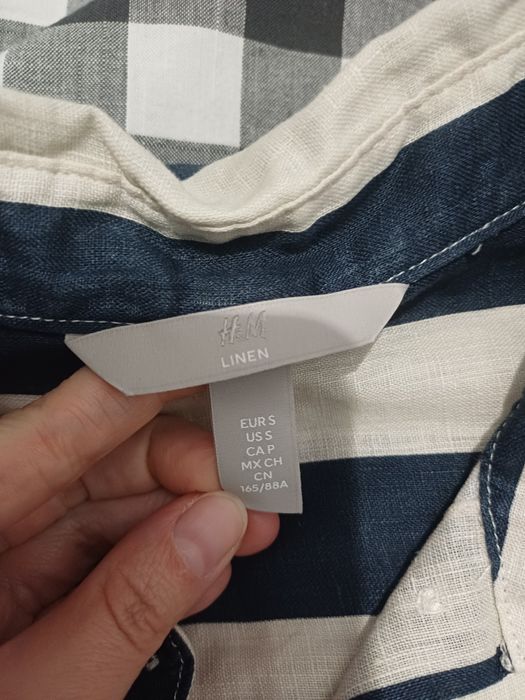 H&M
LINEN
EUR S
US S
CA P
MX CH
CN
165/88A